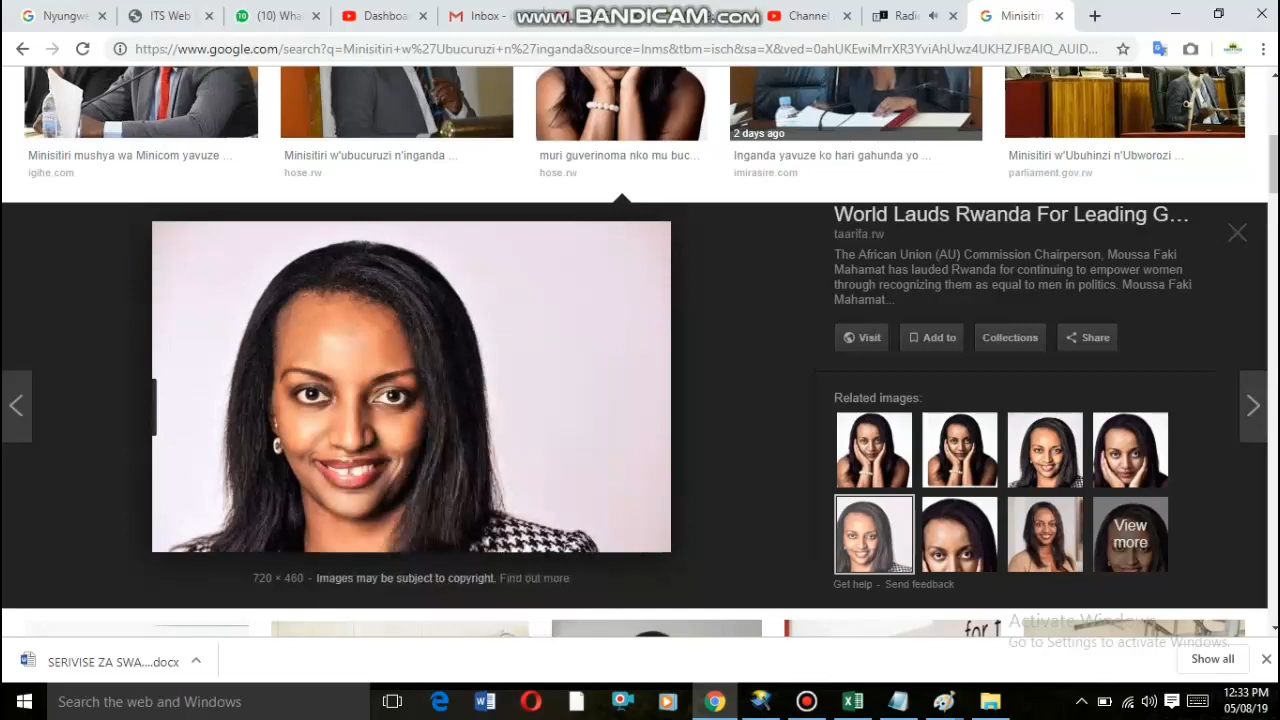 Nyungwe
ITS Web
(10) Wha
Dashboa
Inbox -
www.BANDICAM.com
Channel
Radi
Minisitiri
https://www.google.com/search?q=Minisitiri+w%27Ubucuruzi+n%27inganda&source=lnms&tbm=isch&sa=X&ved=0ahUKEwiMrrXR3YviAhUwz4UKHZJFBAIQ_AUID...
2 days ago
Minisitiri mushya wa Minicom yavuze ...
igihe.com
Minisitiri w'ubucuruzi n'inganda ...
hose.rw
muri guverinoma nko mu buc...
hose.rw
Inganda yavuze ko hari gahunda yo ...
imirasire.com
Minisitiri w'Ubuhinzi n'Ubworozi ...
parliament.gov.rw
World Lauds Rwanda For Leading G...
taarifa.rw
The African Union (AU) Commission Chairperson, Moussa Faki
Mahamat has lauded Rwanda for continuing to empower women
through recognizing them as equal to men in politics. Moussa Faki
Mahamat...
Visit
Add to
Collections
Share
Related images:
View
more
Get help - Send feedback
720 × 460 - Images may be subject to copyright. Find out more
for t
Activate Windows
Go to Settings to activate Windows.
SERIVISE ZA SWA....docx
Show all
Search the web and Windows
12:33 PM
05/08/19